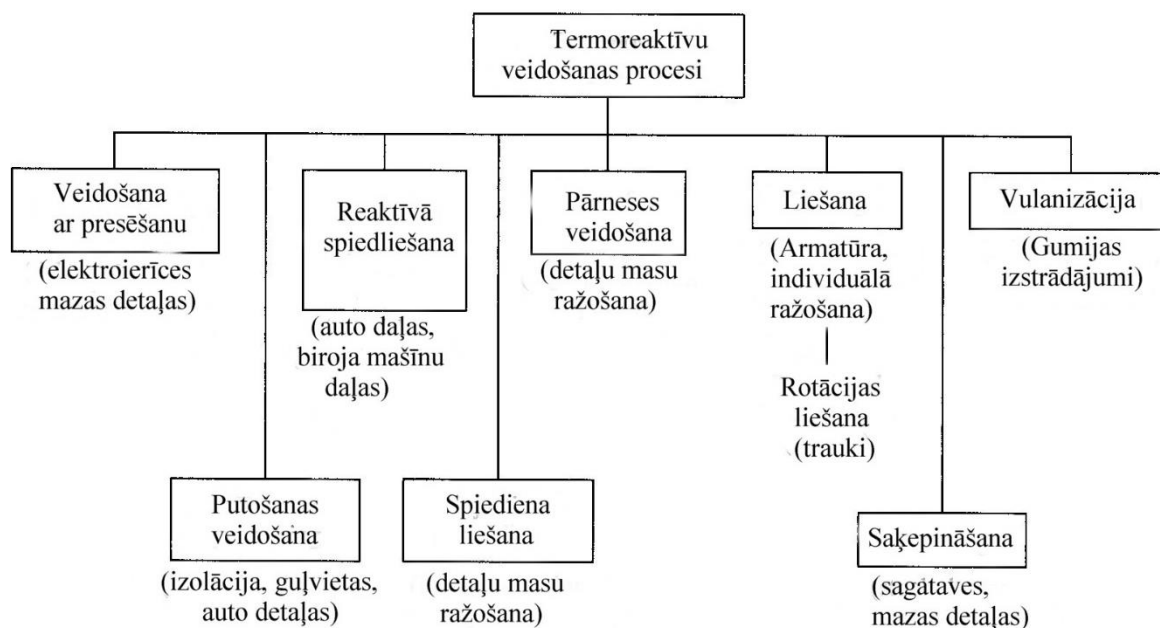 Termoreaktīvu
veidošanas procesi
Veidošana
ar presēšanu
(elektroierīces
mazas detaļas)
Reaktīvā
spiedliešana
(auto daļas,
biroja mašīnu
daļas)
Pārneses
veidošana
(detaļu masu
ražošana)
Liešana
(Armatūra,
individuālā
ražošana)
Rotācijas
liešana
(trauki)
Vulanizācija
(Gumijas
izstrādājumi)
Putošanas
veidošana
(izolācija, guļvietas,
auto detaļas)
Spiediena
liešana
(detaļu masu
ražošana)
Saķepināšana
(sagataves,
mazas detaļas)